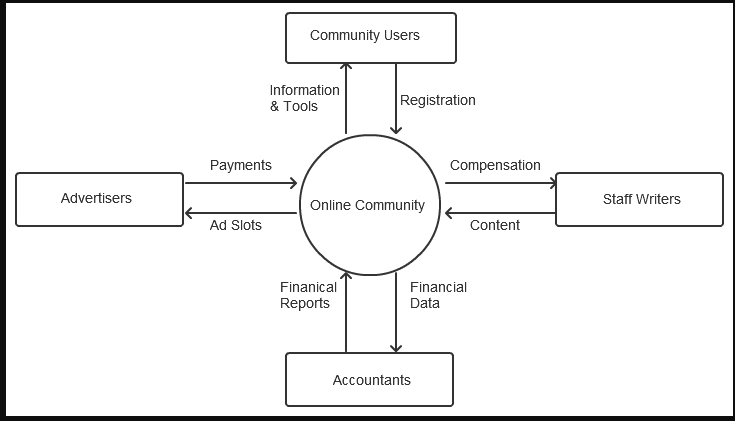 Community Users
Information
& Tools
Registration
Payments
Compensation
Advertisers
Online Community
Staff Writers
Ad Slots
Content
Finanical
Reports
Financial
Data
Accountants